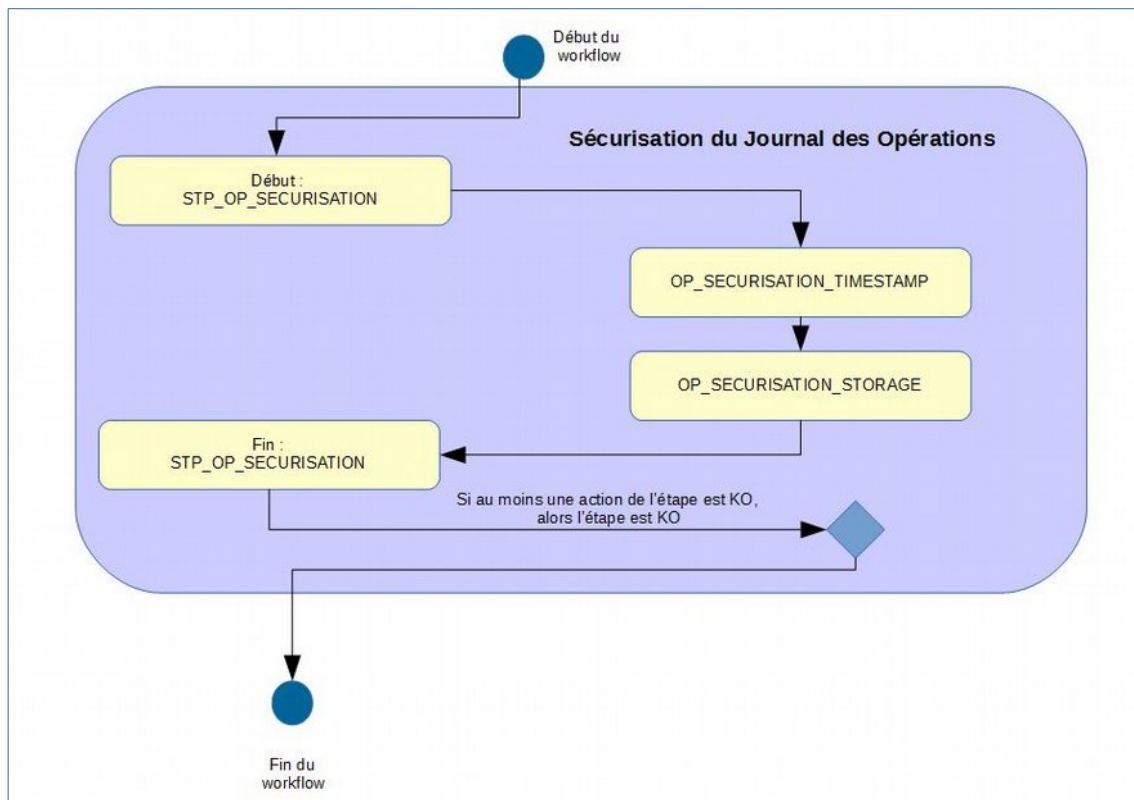 Début du
workflow
Sécurisation du Journal des Opérations
Début :
STP_OP_SECURISATION
OP_SECURISATION_TIMESTAMP
OP_SECURISATION_STORAGE
Fin :
STP_OP_SECURISATION
Si au moins une action de l'étape est KO,
alors l'étape est KO
Fin du
workflow